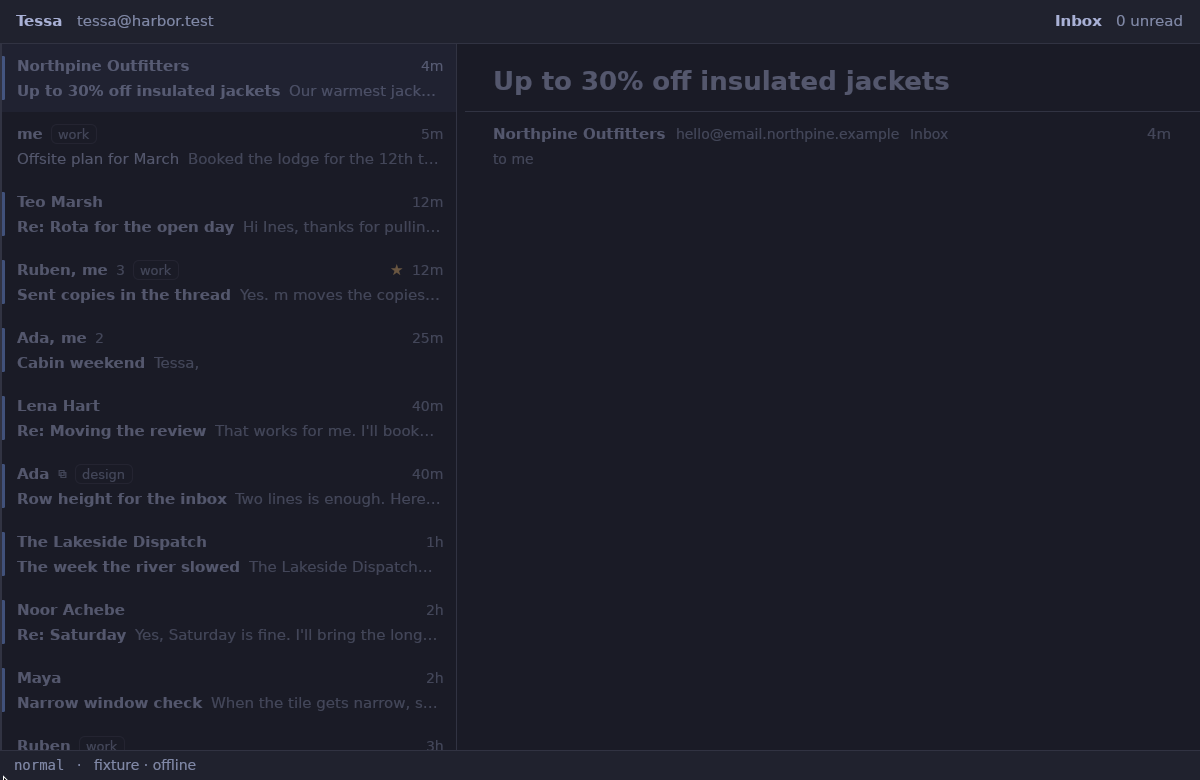 Tessa tessa@harbor.test
Inbox 0 unread
Northpine Outfitters 4m
Up to 30% off insulated jackets Our warmest jack…
me work 5m
Offsite plan for March Booked the lodge for the 12th t…
Teo Marsh 12m
Re: Rota for the open day Hi Ines, thanks for pullin…
Ruben, me 3 work ★ 12m
Sent copies in the thread Yes. m moves the copies…
Ada, me 2 25m
Cabin weekend Tessa,
Lena Hart 40m
Re: Moving the review That works for me. I'll book…
Ada design 40m
Row height for the inbox Two lines is enough. Here…
The Lakeside Dispatch 1h
The week the river slowed The Lakeside Dispatch…
Noor Achebe 2h
Re: Saturday Yes, Saturday is fine. I'll bring the long…
Maya 2h
Narrow window check When the tile gets narrow, s…
Ruben work 3h
Up to 30% off insulated jackets
Northpine Outfitters hello@email.northpine.example Inbox 4m
to me
normal · fixture · offline